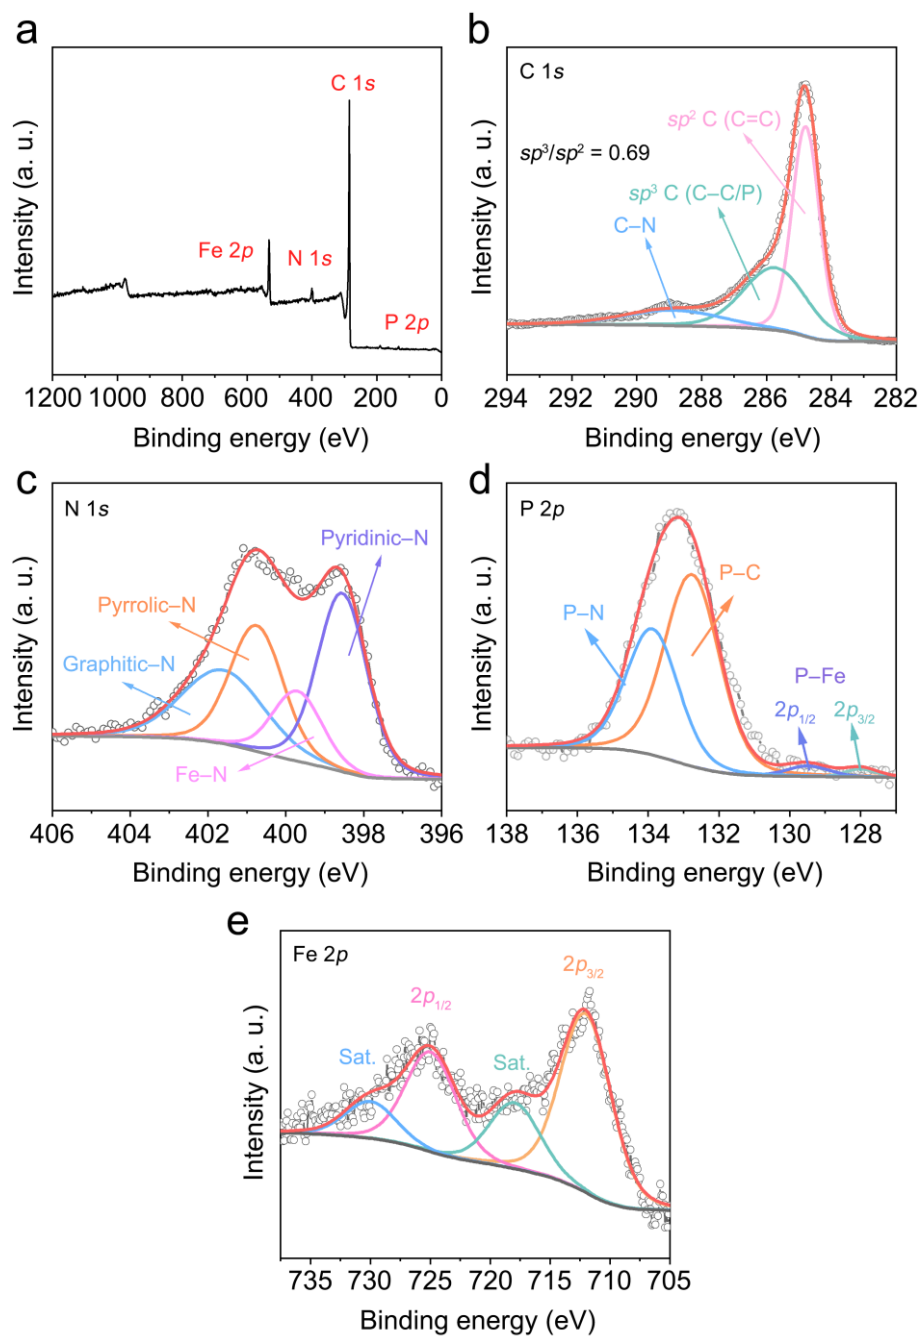 a
C 1s
Fe 2p
N 1s
P 2p
Intensity (a. u.)
1200 1000 800 600 400 200 0
Binding energy (eV)
b
C 1s
sp² C (C=C)
sp³/sp² = 0.69
sp³ C (C–C/P)
C–N
Intensity (a. u.)
294 292 290 288 286 284 282
Binding energy (eV)
c
N 1s
Pyridinic–N
Pyrrolic–N
Graphitic–N
Fe–N
Intensity (a. u.)
406 404 402 400 398 396
Binding energy (eV)
d
P 2p
P–C
P–N
P–Fe
2p1/2 2p3/2
Intensity (a. u.)
138 136 134 132 130 128
Binding energy (eV)
e
Fe 2p
2p3/2
2p1/2
Sat.
Sat.
Intensity (a. u.)
735 730 725 720 715 710 705
Binding energy (eV)